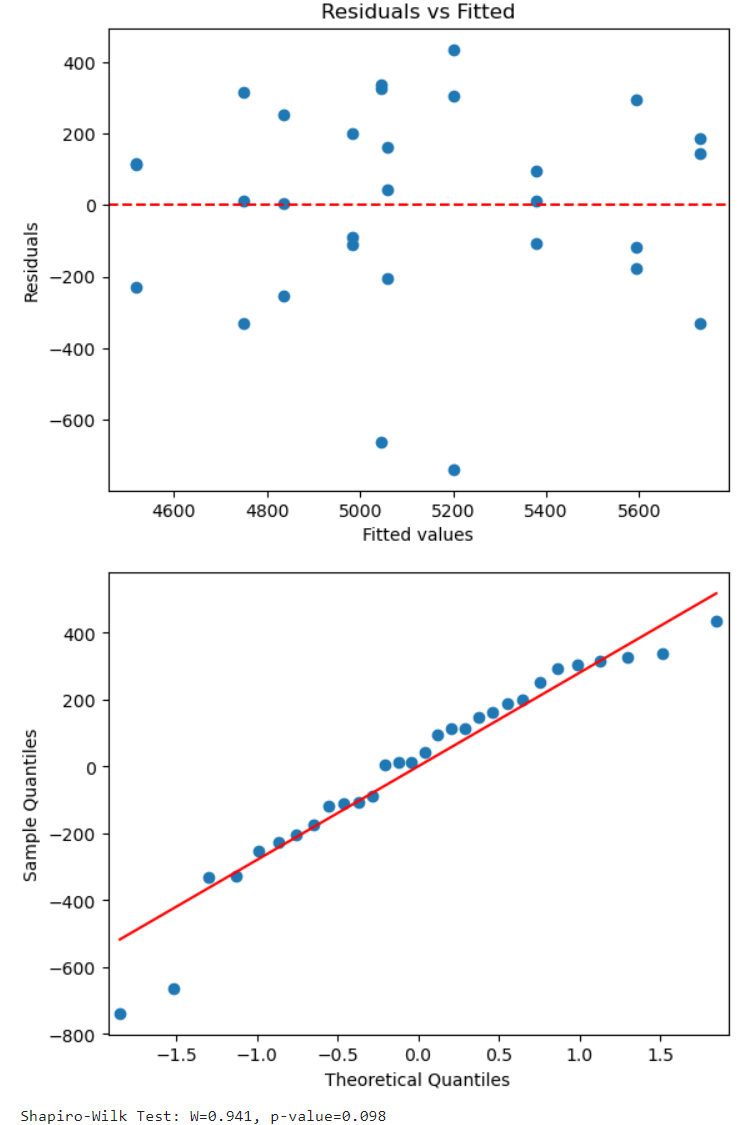 Residuals vs Fitted
400
200
0
−200
−400
−600
Residuals
4600 4800 5000 5200 5400 5600
Fitted values
400
200
0
−200
−400
−600
−800
Sample Quantiles
−1.5 −1.0 −0.5 0.0 0.5 1.0 1.5
Theoretical Quantiles
Shapiro-Wilk Test: W=0.941, p-value=0.098